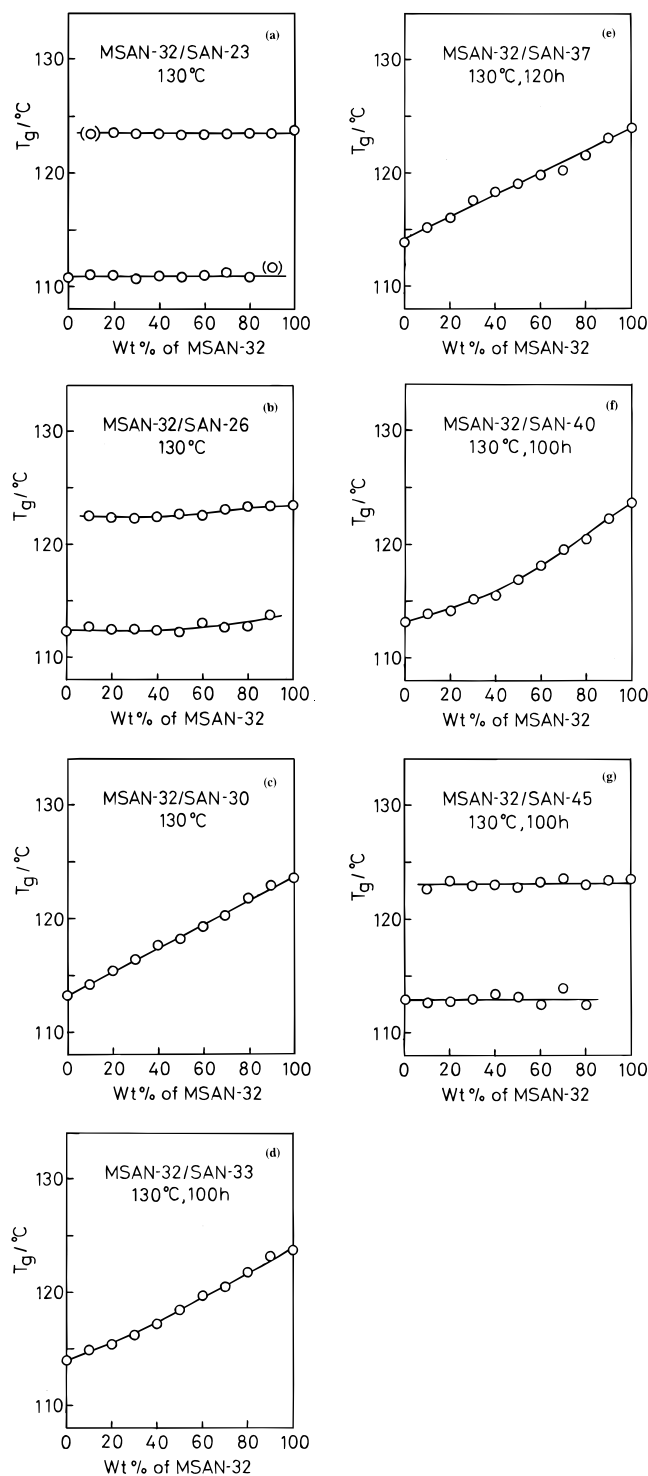 (a)
MSAN-32/SAN-23
130°C
Tg/°C
130
120
110
0 20 40 60 80 100
Wt% of MSAN-32
(b)
MSAN-32/SAN-26
130°C
Tg/°C
130
120
110
0 20 40 60 80 100
Wt% of MSAN-32
(c)
MSAN-32/SAN-30
130°C
Tg/°C
130
120
110
0 20 40 60 80 100
Wt% of MSAN-32
(d)
MSAN-32/SAN-33
130°C,100h
Tg/°C
130
120
110
0 20 40 60 80 100
Wt% of MSAN-32
(e)
MSAN-32/SAN-37
130°C,120h
Tg/°C
130
120
110
0 20 40 60 80 100
Wt% of MSAN-32
(f)
MSAN-32/SAN-40
130°C,100h
Tg/°C
130
120
110
0 20 40 60 80 100
Wt% of MSAN-32
(g)
MSAN-32/SAN-45
130°C,100h
Tg/°C
130
120
110
0 20 40 60 80 100
Wt% of MSAN-32